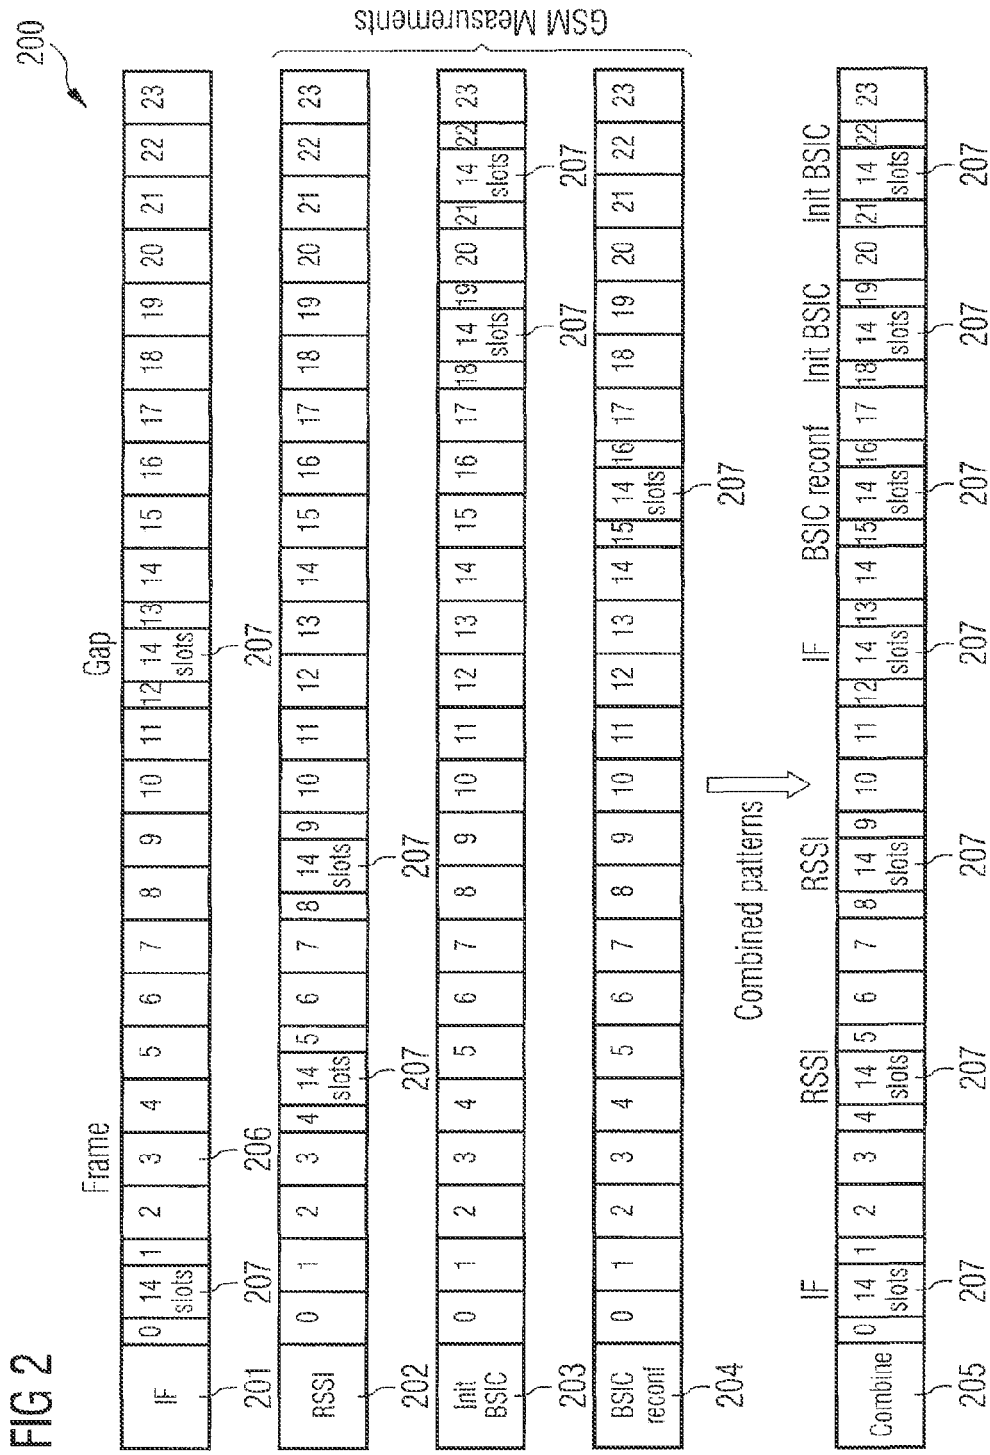 FIG 2
200
Frame
Gap
IF 0 14 slots 1 2 3 4 5 6 7 8 9 10 11 12 14 slots 13 14 15 16 17 18 19 20 21 22 23
201 207 206 207
RSSI 0 1 2 3 4 14 slots 5 6 7 8 14 slots 9 10 11 12 13 14 15 16 17 18 19 20 21 22 23
202 207 207
Init BSIC 0 1 2 3 4 5 6 7 8 9 10 11 12 13 14 15 16 17 18 14 slots 19 20 21 14 slots 22 23
203 207 207
BSIC reconf 0 1 2 3 4 5 6 7 8 9 10 11 12 13 14 15 14 slots 16 17 18 19 20 21 22 23
204 207
GSM Measurements
Combined patterns
IF RSSI RSSI IF BSIC reconf Init BSIC Init BSIC
Combine 0 14 slots 1 2 3 4 14 slots 5 6 7 8 14 slots 9 10 11 12 14 slots 13 14 15 14 slots 16 17 18 14 slots 19 20 21 14 slots 22 23
205 207 207 207 207 207 207 207